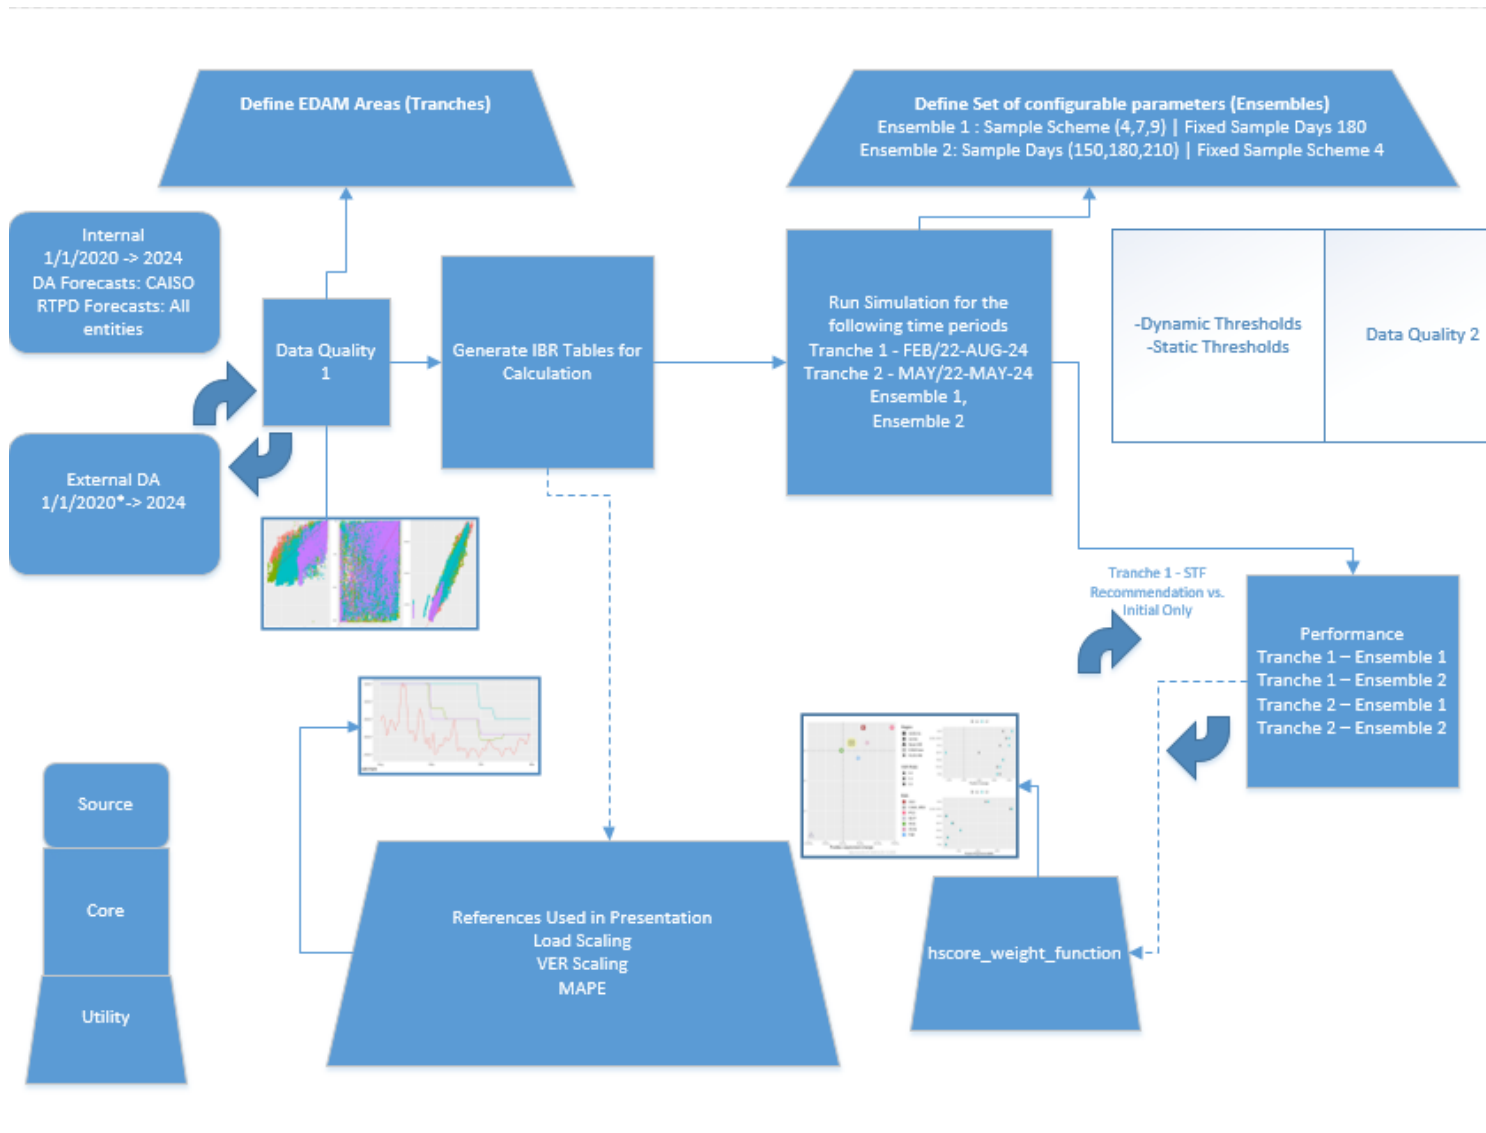 Define EDAM Areas (Tranches)
Define Set of configurable parameters (Ensembles)
Ensemble 1 : Sample Scheme (4,7,9) | Fixed Sample Days 180
Ensemble 2: Sample Days (150,180,210) | Fixed Sample Scheme 4
Internal
1/1/2020 -> 2024
DA Forecasts: CAISO
RTPD Forecasts: All
entities
External DA
1/1/2020*-> 2024
Data Quality
1
Generate IBR Tables for
Calculation
Run Simulation for the
following time periods
Tranche 1 - FEB/22-AUG-24
Tranche 2 - MAY/22-MAY-24
Ensemble 1,
Ensemble 2
-Dynamic Thresholds
-Static Thresholds
Data Quality 2
Tranche 1 - STF
Recommendation vs.
Initial Only
Performance
Tranche 1 – Ensemble 1
Tranche 1 – Ensemble 2
Tranche 2 – Ensemble 1
Tranche 2 – Ensemble 2
Source
Core
Utility
References Used in Presentation
Load Scaling
VER Scaling
MAPE
hscore_weight_function